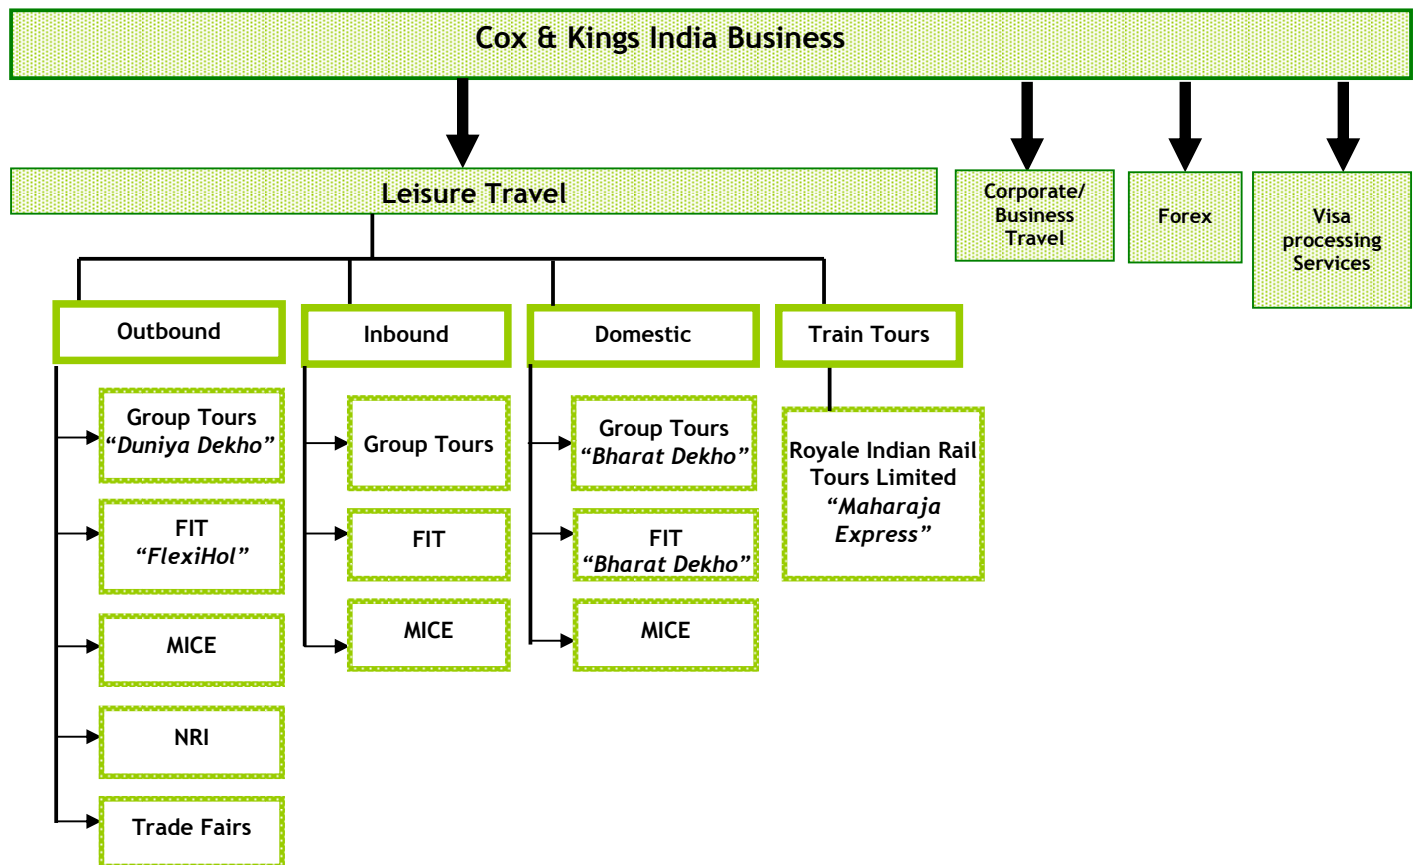 Cox & Kings India Business
Leisure Travel
Corporate/
Business
Travel
Forex
Visa
processing
Services
Outbound
Inbound
Domestic
Train Tours
Group Tours
“Duniya Dekho”
FIT
“FlexiHol”
MICE
NRI
Trade Fairs
Group Tours
FIT
MICE
Group Tours
“Bharat Dekho”
FIT
“Bharat Dekho”
MICE
Royale Indian Rail
Tours Limited
“Maharaja
Express”